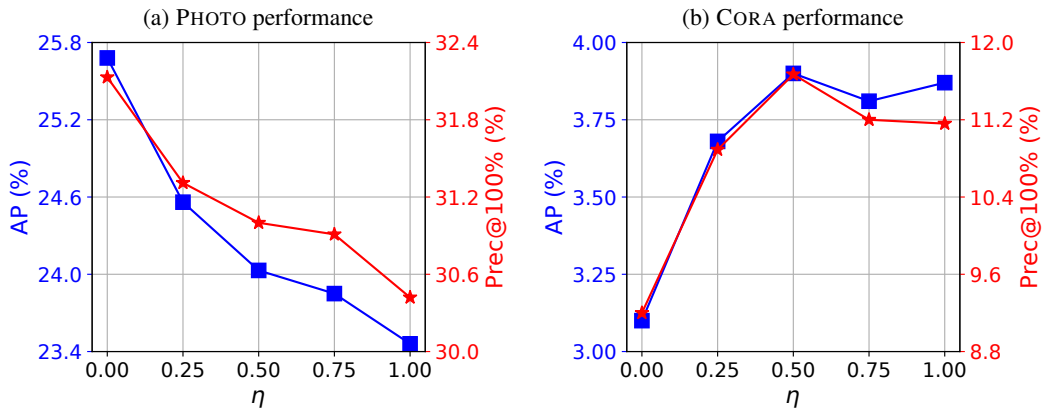 (a) PHOTO performance
25.8
25.2
24.6
24.0
23.4
AP (%)
32.4
31.8
31.2
30.6
30.0
Prec@100% (%)
0.00 0.25 0.50 0.75 1.00
η
(b) CORA performance
4.00
3.75
3.50
3.25
3.00
AP (%)
12.0
11.2
10.4
9.6
8.8
Prec@100% (%)
0.00 0.25 0.50 0.75 1.00
η